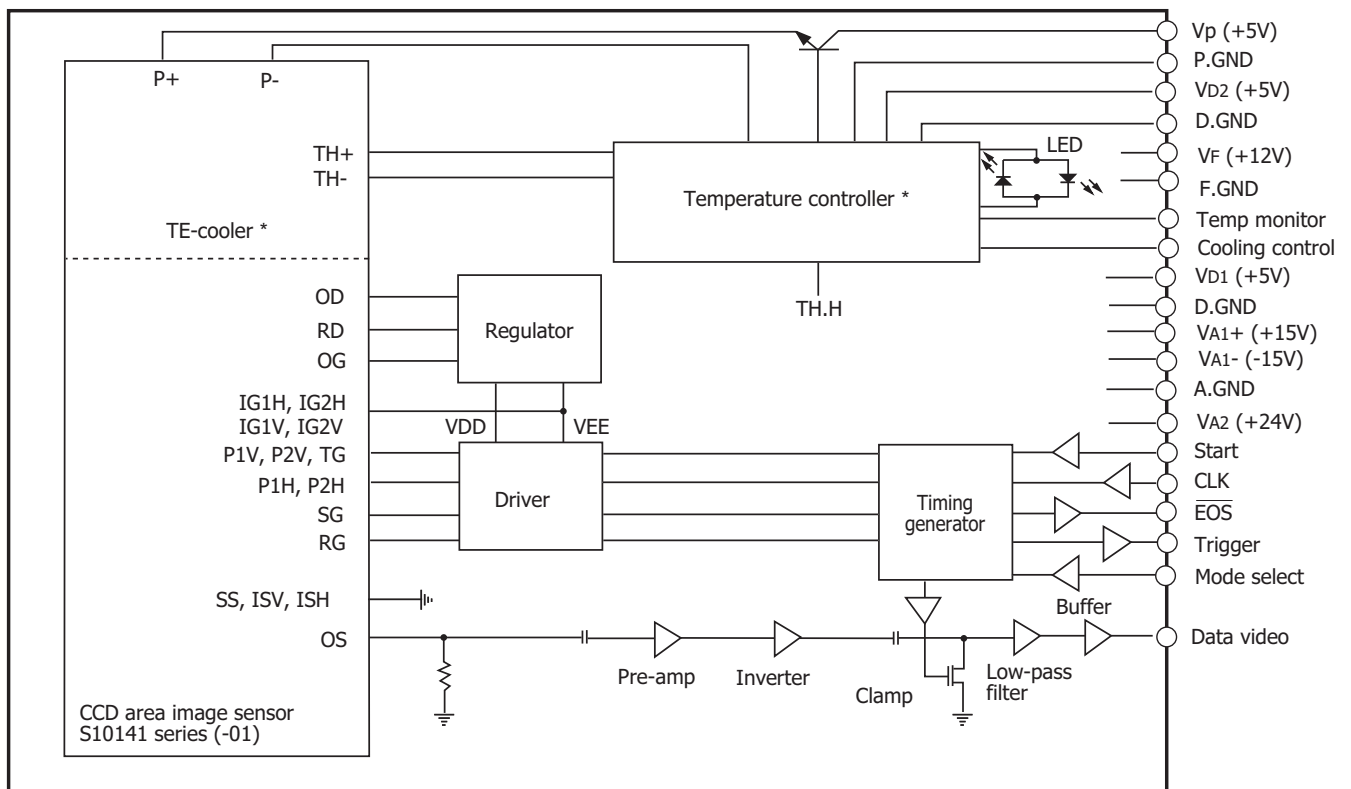 Vp (+5V)
P.GND
VD2 (+5V)
D.GND
VF (+12V)
F.GND
Temp monitor
Cooling control
VD1 (+5V)
D.GND
VA1+ (+15V)
VA1- (-15V)
A.GND
VA2 (+24V)
Start
CLK
EOS
Trigger
Mode select
Data video
P+
P-
TH+
TH-
TE-cooler *
LED
Temperature controller *
TH.H
OD
RD
OG
Regulator
IG1H, IG2H
IG1V, IG2V
VDD
VEE
P1V, P2V, TG
P1H, P2H
SG
RG
Driver
Timing
generator
SS, ISV, ISH
OS
Buffer
Pre-amp
Inverter
Clamp
Low-pass
filter
CCD area image sensor
S10141 series (-01)